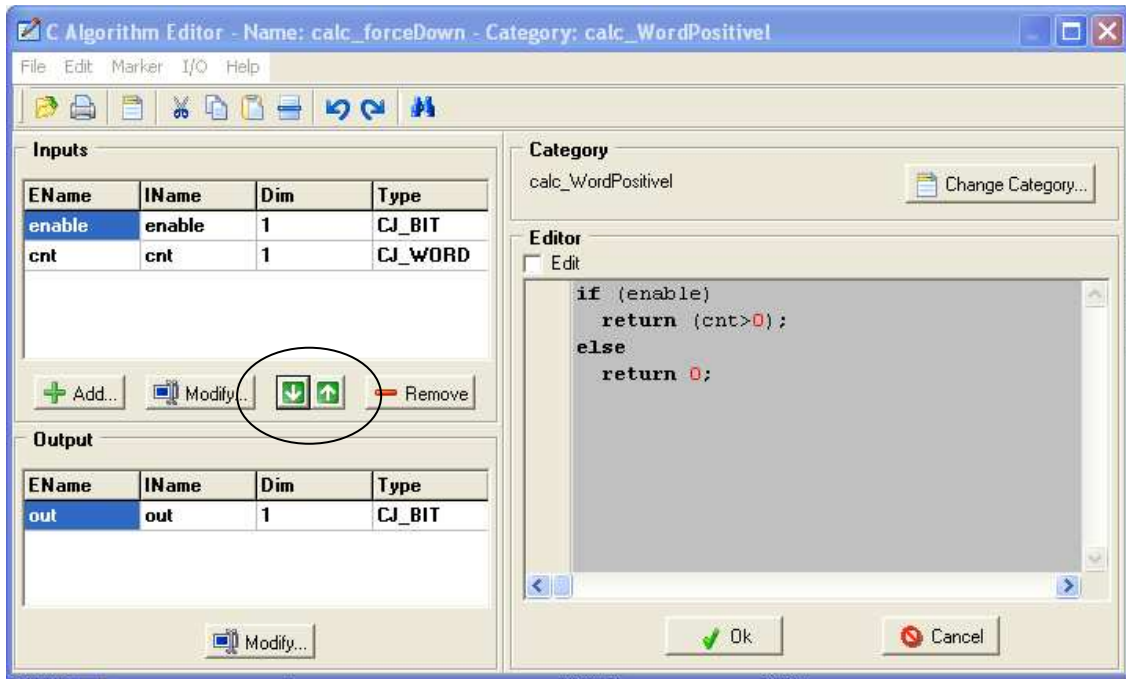 C Algorithm Editor - Name: calc_forceDown - Category: calc_WordPositivel
File Edit Marker I/O Help
Inputs
EName IName Dim Type
enable enable 1 CJ_BIT
cnt cnt 1 CJ_WORD
Add... Modify... Remove
Output
EName IName Dim Type
out out 1 CJ_BIT
Modify...
Category
calc_WordPositivel
Change Category...
Editor
Edit
if (enable)
return (cnt>0);
else
return 0;
Ok Cancel